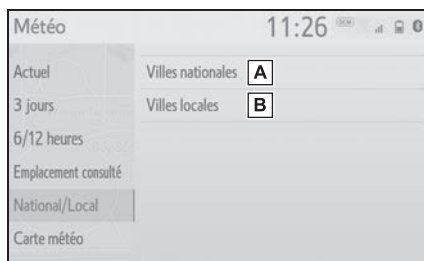 Météo 11:26 DCM
Actuel
3 jours
6/12 heures
Emplacement consulté
National/Local
Carte météo
Villes nationales A
Villes locales B